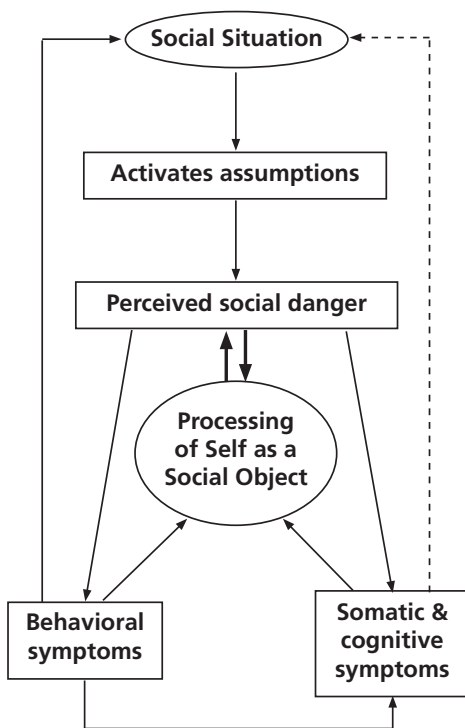 Social Situation
Activates assumptions
Perceived social danger
Processing
of Self as a
Social Object
Behavioral
symptoms
Somatic &
cognitive
symptoms